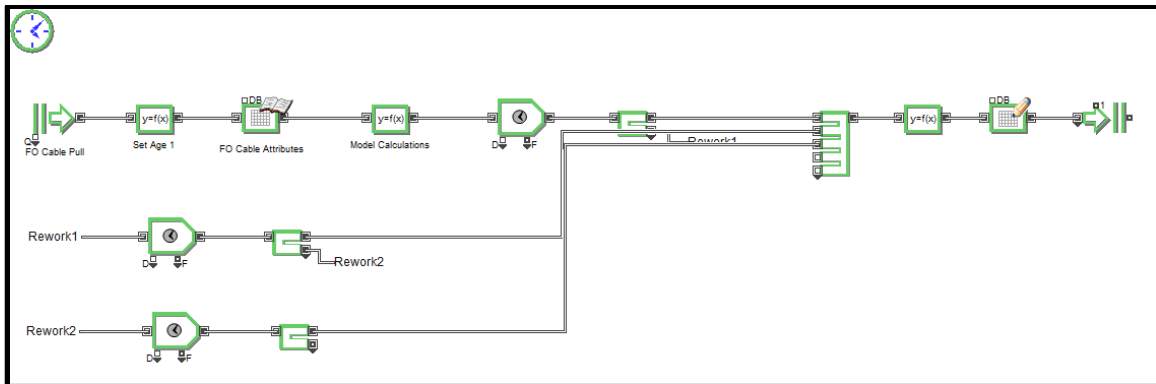 DB
DB
1
y=f(x)
y=f(x)
y=f(x)
Q
FO Cable Pull
Set Age 1
FO Cable Attributes
Model Calculations
D
F
Rework1
Rework1
D
F
Rework2
Rework2
D
F